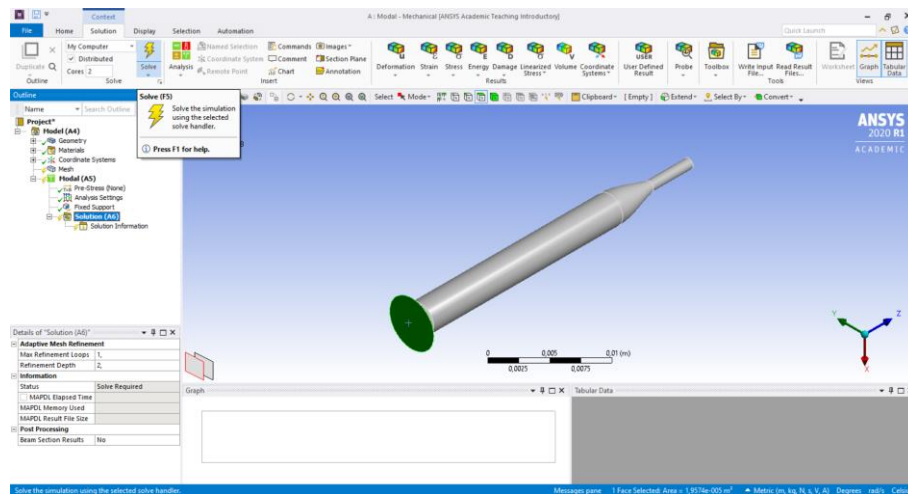 Context
A : Modal - Mechanical [ANSYS Academic Teaching Introductory]
File Home Solution Display Selection Automation
Quick Launch
Duplicate
Outline
My Computer
Distributed
Cores 2
Solve
Solve
Analysis
Named Selection
Coordinate System
Remote Point
Commands
Comment
Chart
Images
Section Plane
Annotation
Insert
Deformation Strain Stress Energy Damage Linearized Stress Volume Coordinate Systems
Results
USER
User Defined Result
Probe
Toolbox
Write Input File... Read Result Files...
Tools
Worksheet Graph Tabular Data
Views
Outline
Name Search Outline
Solve (F5)
Solve the simulation
using the selected
solve handler.
Press F1 for help.
Select Mode Clipboard [Empty] Extend Select By Convert
Project*
Model (A4)
Geometry
Materials
Coordinate Systems
Mesh
Modal (A5)
Pre-Stress (None)
Analysis Settings
Fixed Support
Solution (A6)
Solution Information
ANSYS
2020 R1
ACADEMIC
Y Z X
0 0,005 0,01 (m)
0,0025 0,0075
Details of "Solution (A6)"
Adaptive Mesh Refinement
Max Refinement Loops 1,
Refinement Depth 2,
Information
Status Solve Required
MAPDL Elapsed Time
MAPDL Memory Used
MAPDL Result File Size
Post Processing
Beam Section Results No
Graph
Tabular Data
Solve the simulation using the selected solve handler.
Messages pane 1 Face Selected: Area = 1,9574e-005 m² Metric (m, kg, N, s, V, A) Degrees rad/s Celsi